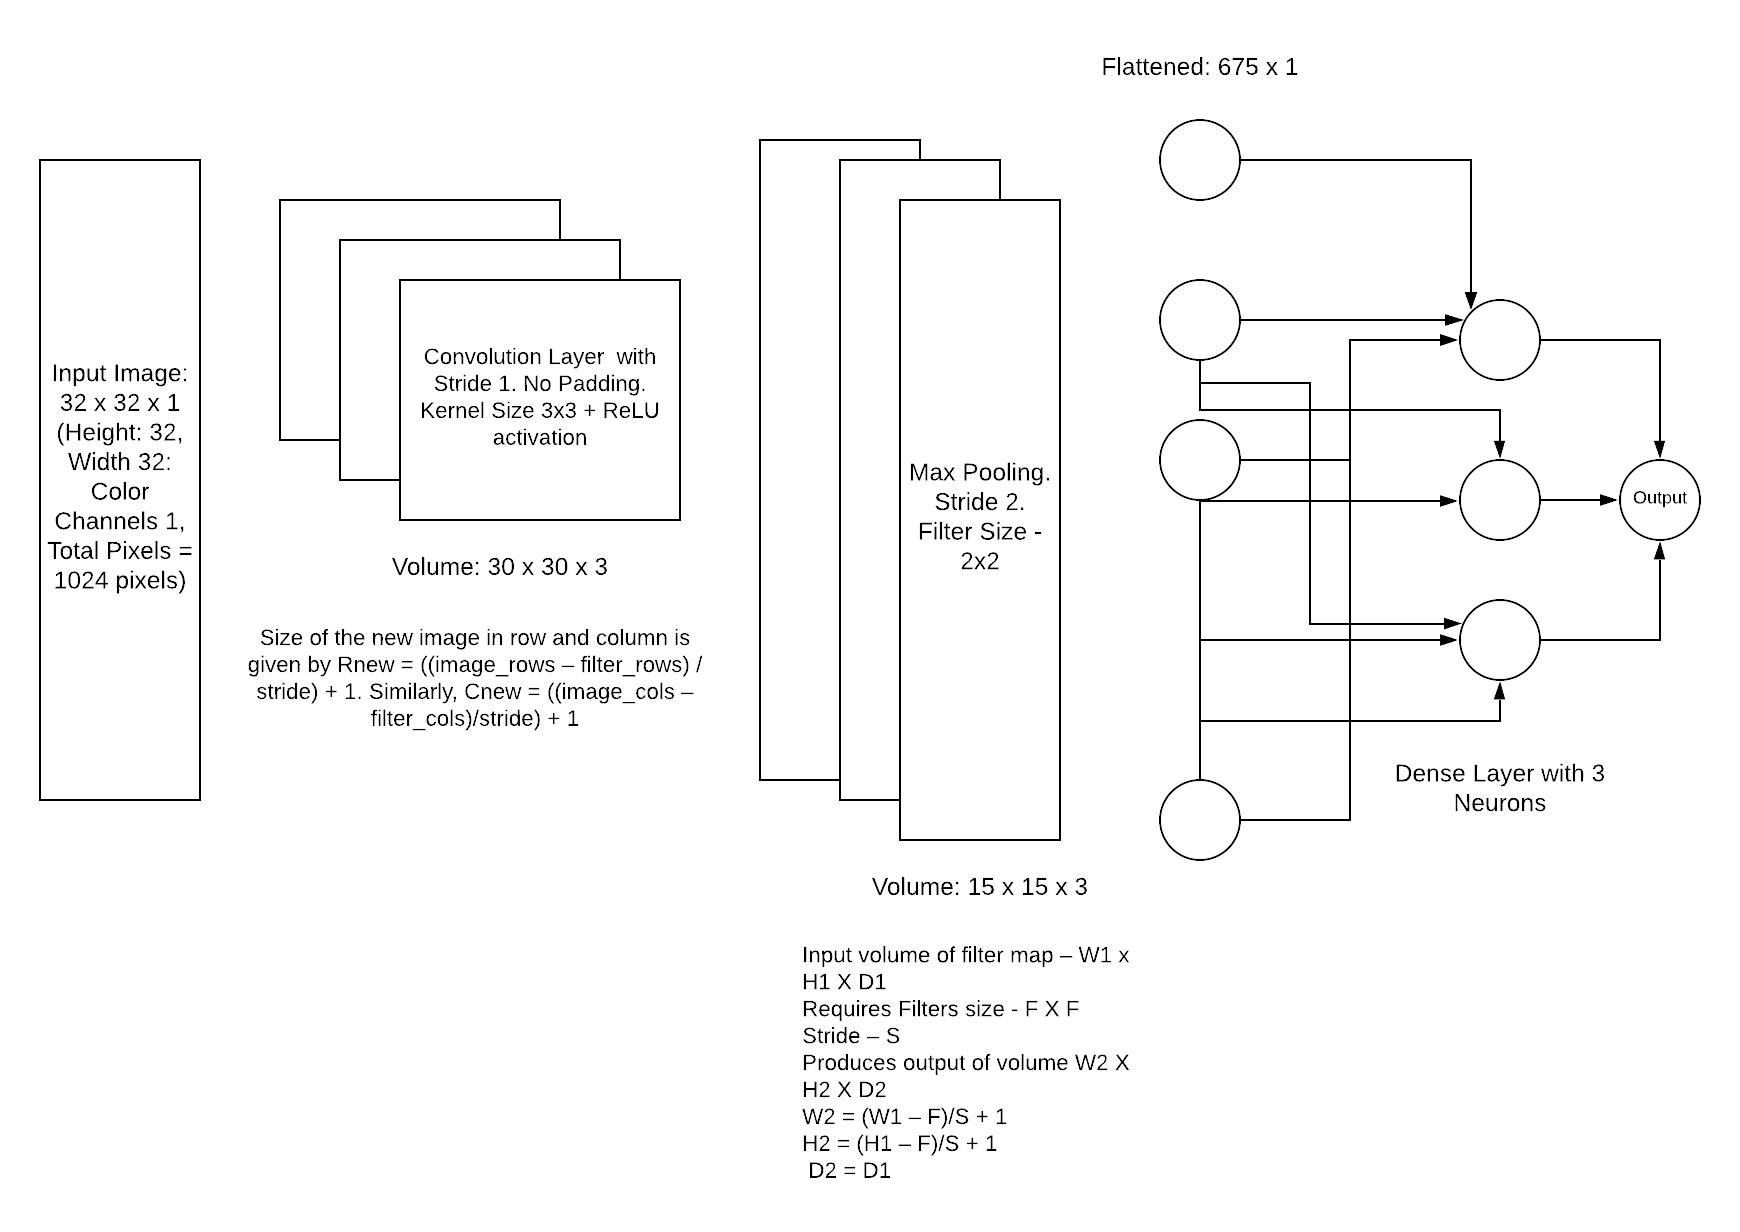 Flattened: 675 x 1
Input Image:
32 x 32 x 1
(Height: 32,
Width 32:
Color
Channels 1,
Total Pixels =
1024 pixels)
Convolution Layer  with
Stride 1. No Padding.
Kernel Size 3x3 + ReLU
activation
Volume: 30 x 30 x 3
Size of the new image in row and column is
given by Rnew = ((image_rows – filter_rows) /
stride) + 1. Similarly, Cnew = ((image_cols –
filter_cols)/stride) + 1
Max Pooling.
Stride 2.
Filter Size -
2x2
Volume: 15 x 15 x 3
Input volume of filter map – W1 x
H1 X D1
Requires Filters size - F X F
Stride – S
Produces output of volume W2 X
H2 X D2
W2 = (W1 – F)/S + 1
H2 = (H1 – F)/S + 1
D2 = D1
Output
Dense Layer with 3
Neurons